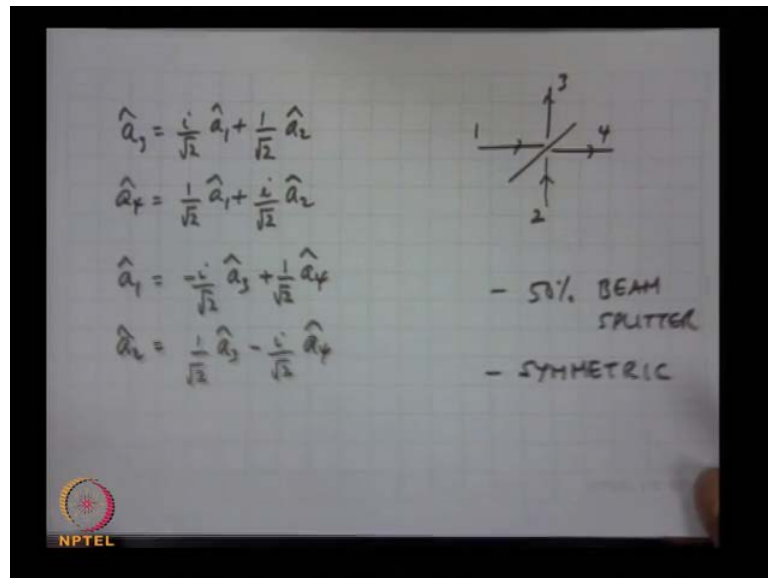 â₃ = i/√2 â₁ + 1/√2 â₂
â₄ = 1/√2 â₁ + i/√2 â₂
â₁ = -i/√2 â₃ + 1/√2 â₄
â₂ = 1/√2 â₃ - i/√2 â₄
3
1 4
2
- 50% BEAM
SPLITTER
- SYMMETRIC
NPTEL